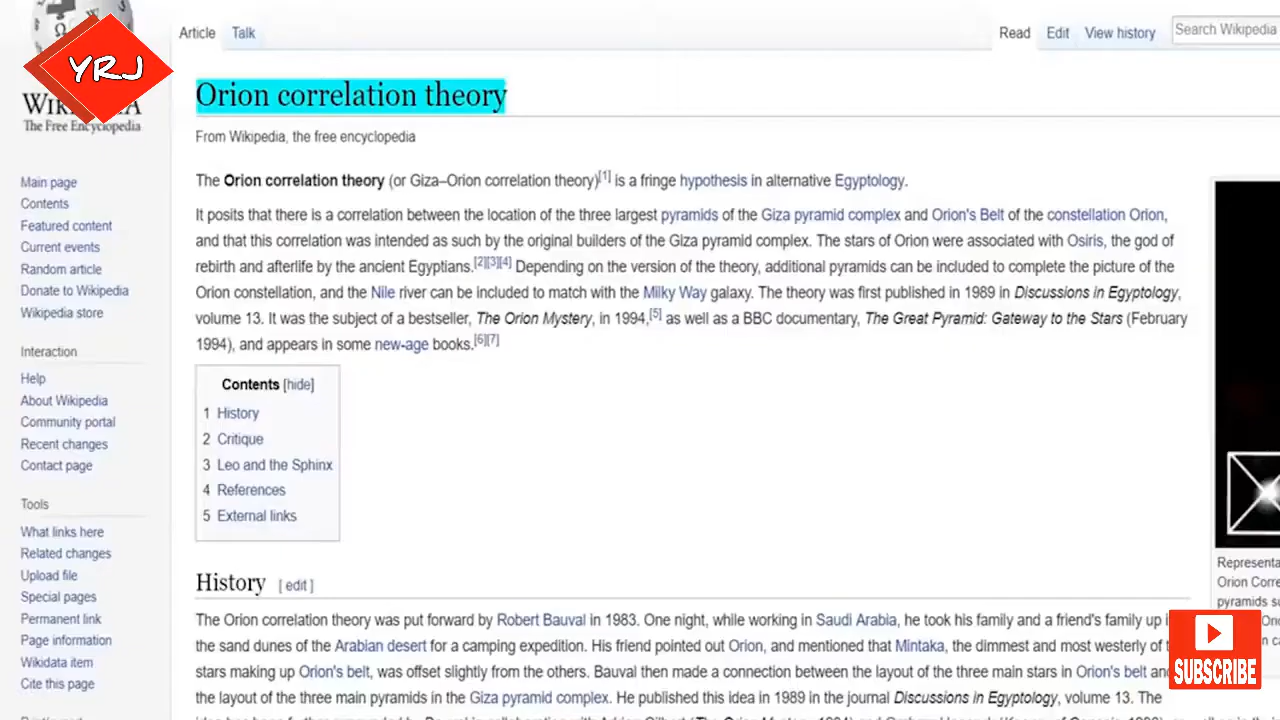 Article Talk Read Edit View history Search Wikipedia
YRJ
The Free Encyclopedia
Orion correlation theory
From Wikipedia, the free encyclopedia
The Orion correlation theory (or Giza–Orion correlation theory)[1] is a fringe hypothesis in alternative Egyptology.
It posits that there is a correlation between the location of the three largest pyramids of the Giza pyramid complex and Orion's Belt of the constellation Orion,
and that this correlation was intended as such by the original builders of the Giza pyramid complex. The stars of Orion were associated with Osiris, the god of
rebirth and afterlife by the ancient Egyptians.[2][3][4] Depending on the version of the theory, additional pyramids can be included to complete the picture of the
Orion constellation, and the Nile river can be included to match with the Milky Way galaxy. The theory was first published in 1989 in Discussions in Egyptology,
volume 13. It was the subject of a bestseller, The Orion Mystery, in 1994,[5] as well as a BBC documentary, The Great Pyramid: Gateway to the Stars (February
1994), and appears in some new-age books.[6][7]
Contents [hide]
1 History
2 Critique
3 Leo and the Sphinx
4 References
5 External links
History [ edit ]
The Orion correlation theory was put forward by Robert Bauval in 1983. One night, while working in Saudi Arabia, he took his family and a friend's family up
the sand dunes of the Arabian desert for a camping expedition. His friend pointed out Orion, and mentioned that Mintaka, the dimmest and most westerly of
stars making up Orion's belt, was offset slightly from the others. Bauval then made a connection between the layout of the three main stars in Orion's belt and
the layout of the three main pyramids in the Giza pyramid complex. He published this idea in 1989 in the journal Discussions in Egyptology, volume 13. The
Main page
Contents
Featured content
Current events
Random article
Donate to Wikipedia
Wikipedia store
Interaction
Help
About Wikipedia
Community portal
Recent changes
Contact page
Tools
What links here
Related changes
Upload file
Special pages
Permanent link
Page information
Wikidata item
Cite this page
Orion
pyramids
SUBSCRIBE